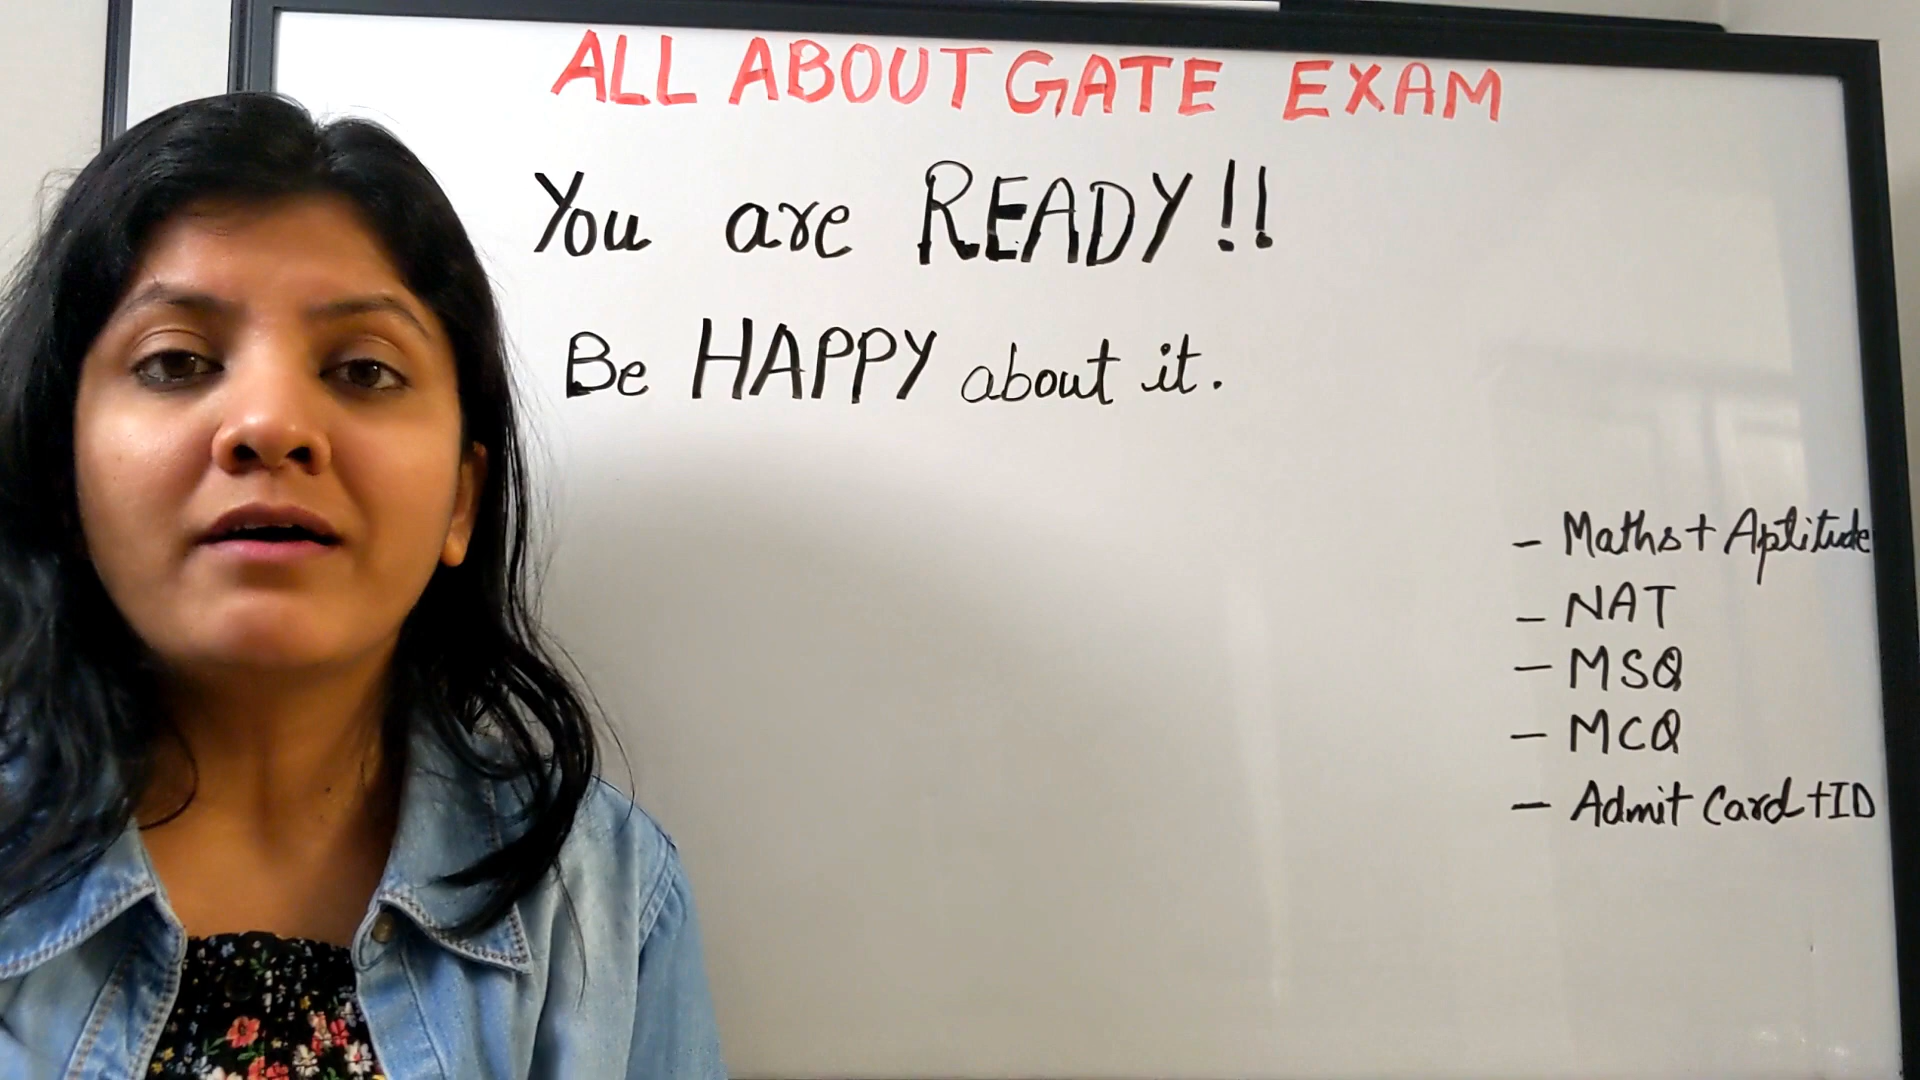 ALL ABOUT GATE EXAM
You are READY!!
Be HAPPY about it.
- Maths + Aptitude
- NAT
- MSQ
- MCQ
- Admit Card + ID